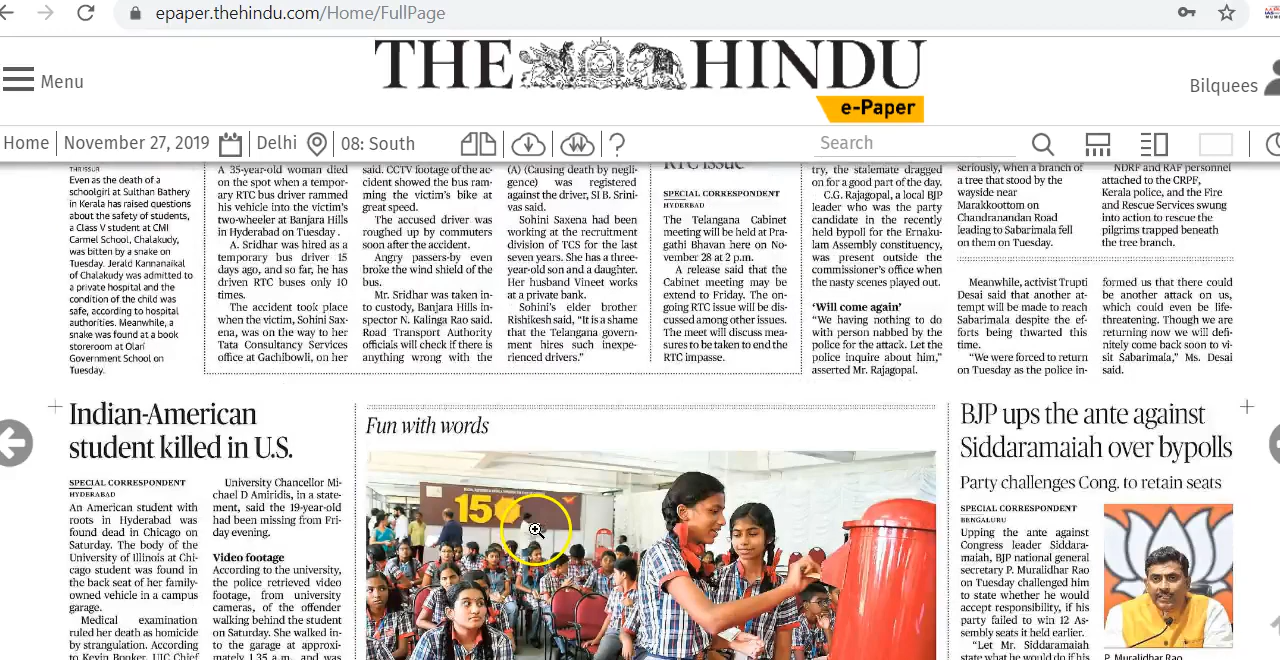 epaper.thehindu.com/Home/FullPage
THE HINDU
e-Paper
Menu
Bilquees
Home
November 27, 2019
Delhi
08: South
?
Search
THE ISSUE
Even as the death of a
schoolgirl at Sulthan Bathery
in Kerala has raised questions
about the safety of students,
a Class V student at CMI
Carmel School, Chalakudy,
was bitten by a snake on
Tuesday. Jerald Kannanaikal
of Chalakudy was admitted to
a private hospital and the
condition of the child was
safe, according to hospital
authorities. Meanwhile, a
snake was found at a book
storeroom at Olari
Government School on
Tuesday.
A 35-year-old woman died
on the spot when a tempor-
ary RTC bus driver rammed
his vehicle into the victim's
two-wheeler at Banjara Hills
in Hyderabad on Tuesday .
A. Sridhar was hired as a
temporary bus driver 15
days ago, and so far, he has
driven RTC buses only 10
times.
The accident took place
when the victim, Sohini Sax-
ena, was on the way to her
Tata Consultancy Services
office at Gachibowli, on her
said. CCTV footage of the ac-
cident showed the bus ram-
ming the victim's bike at
great speed.
The accused driver was
roughed up by commuters
soon after the accident.
Angry passers-by even
broke the wind shield of the
bus.
Mr. Sridhar was taken in-
to custody, Banjara Hills in-
spector N. Kalinga Rao said.
Road Transport Authority
officials will check if there is
anything wrong with the
(A) (Causing death by negli-
gence) was registered
against the driver, SI B. Srini-
vas said.
Sohini Saxena had been
working at the recruitment
division of TCS for the last
seven years. She has a three-
year-old son and a daughter.
Her husband Vineet works
at a private bank.
Sohini's elder brother
Rishikesh said, "It is a shame
that the Telangana govern-
ment hires such inexpe-
rienced drivers."
RTC issue
SPECIAL CORRESPONDENT
HYDERABAD
The Telangana Cabinet
meeting will be held at Pra-
gathi Bhavan here on No-
vember 28 at 2 p.m.
A release said that the
Cabinet meeting may be
extend to Friday. The on-
going RTC issue will be dis-
cussed among other issues.
The meet will discuss mea-
sures to be taken to end the
RTC impasse.
try, the stalemate dragged
on for a good part of the day.
C.G. Rajagopal, a local BJP
leader who was the party
candidate in the recently
held bypoll for the Ernaku-
lam Assembly constituency,
was present outside the
commissioner's office when
the nasty scenes played out.
‘Will come again’
“We having nothing to do
with person nabbed by the
police for the attack. Let the
police inquire about him,”
asserted Mr. Rajagopal.
seriously, when a branch of
a tree that stood by the
wayside near
Marakkoottom on
Chandranandan Road
leading to Sabarimala fell
on them on Tuesday.
NDRF and RAF personnel
attached to the CRPF,
Kerala police, and the Fire
and Rescue Services swung
into action to rescue the
pilgrims trapped beneath
the tree branch.
Meanwhile, activist Trupti
Desai said that another at-
tempt will be made to reach
Sabarimala despite the ef-
forts being thwarted this
time.
“We were forced to return
on Tuesday as the police in-
formed us that there could
be another attack on us,
which could even be life-
threatening. Though we are
returning now we will defi-
nitely come back soon to vi-
sit Sabarimala,” Ms. Desai
said.
Indian-American
student killed in U.S.
SPECIAL CORRESPONDENT
HYDERABAD
An American student with
roots in Hyderabad was
found dead in Chicago on
Saturday. The body of the
University of Illinois at Chi-
cago student was found in
the back seat of her family-
owned vehicle in a campus
garage.
Medical examination
ruled her death as homicide
by strangulation. According
to Kevin Booker, UIC Chief
University Chancellor Mi-
chael D Amiridis, in a state-
ment, said the 19-year-old
had been missing from Fri-
day evening.
Video footage
According to the university,
the police retrieved video
footage, from university
cameras, of the offender
walking behind the student
on Saturday. She walked in-
to the garage at approxi-
mately 1.35 a.m. and was
Fun with words
15
BJP ups the ante against
Siddaramaiah over bypolls
Party challenges Cong. to retain seats
SPECIAL CORRESPONDENT
BENGALURU
Upping the ante against
Congress leader Siddara-
maiah, BJP national general
secretary P. Muralidhar Rao
on Tuesday challenged him
to state whether he would
accept responsibility, if his
party failed to win 12 As-
sembly seats it held earlier.
“Let Mr. Siddaramaiah
state what he would do if his
P. Muralidhar Rao